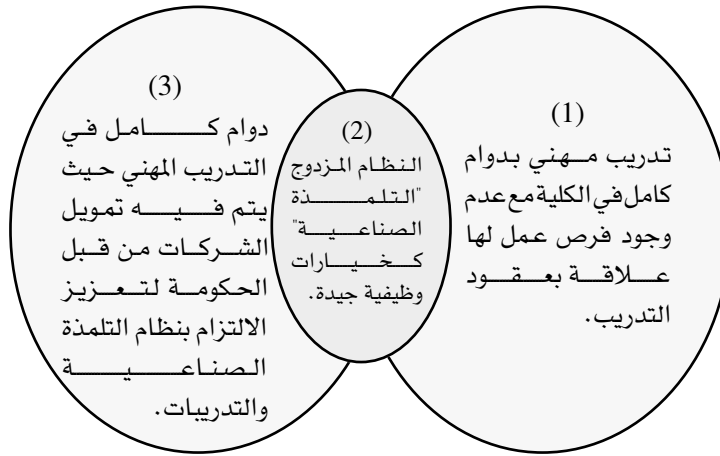 (1)
تدريب مهني بدوام
كامل في الكلية مع عدم
وجود فرص عمل لها
علاقة بعقود
التدريب.
(2)
النظام المزدوج
"التلمذة
الصناعية"
كخيارات
وظيفية جيدة.
(3)
دوام كامل في
التدريب المهني حيث
يتم فيه تمويل
الشركات من قبل
الحكومة لتعزيز
الالتزام بنظام التلمذة
الصناعية
والتدريبات.